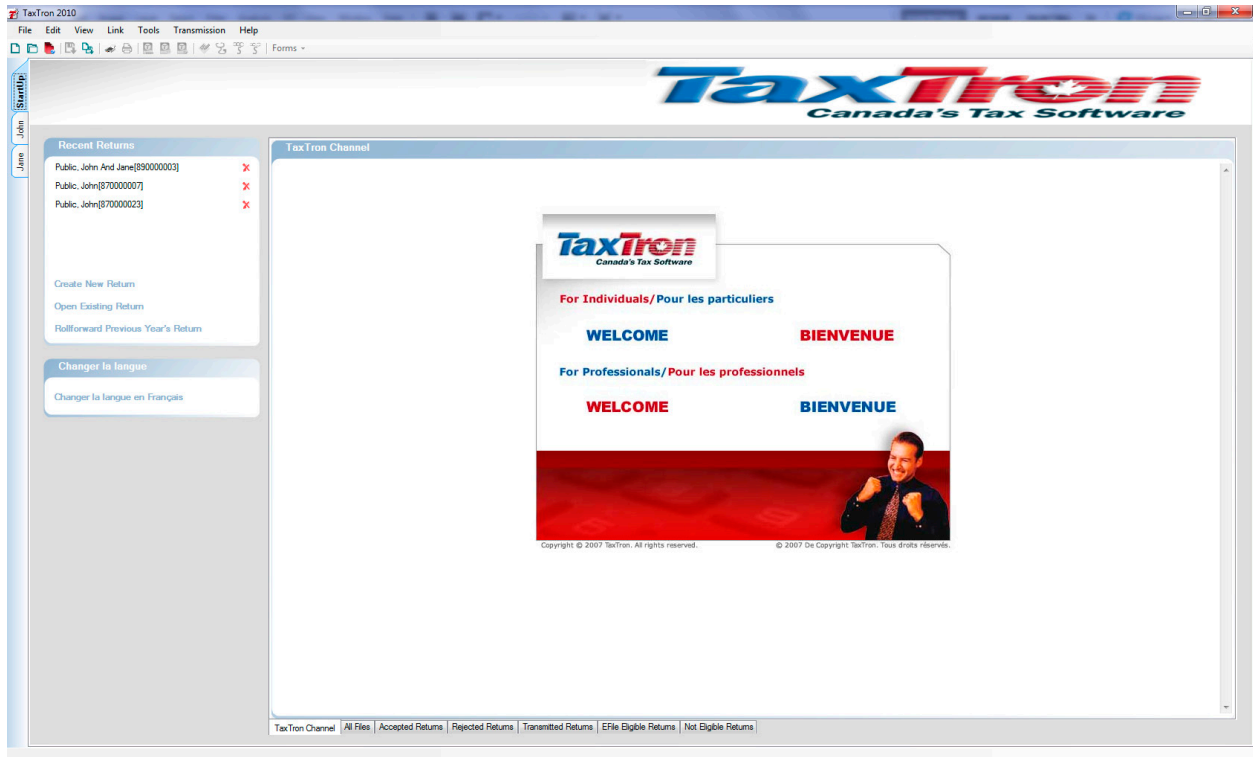 TaxTron 2010
File Edit View Link Tools Transmission Help
Forms
StartUp
John
Jane
TaxTron
Canada's Tax Software
Recent Returns
Public, John And Jane[890000003]
Public, John[870000007]
Public, John[870000023]
Create New Return
Open Existing Return
Rollforward Previous Year's Return
Changer la langue
Changer la langue en Français
TaxTron Channel
TaxTron
Canada's Tax Software
For Individuals/Pour les particuliers
WELCOME BIENVENUE
For Professionals/Pour les professionnels
WELCOME BIENVENUE
Copyright © 2007 TaxTron. All rights reserved. © 2007 De Copyright TaxTron. Tous droits réservés.
TaxTron Channel All Files Accepted Returns Rejected Returns Transmitted Returns EFile Eligible Returns Not Eligible Returns